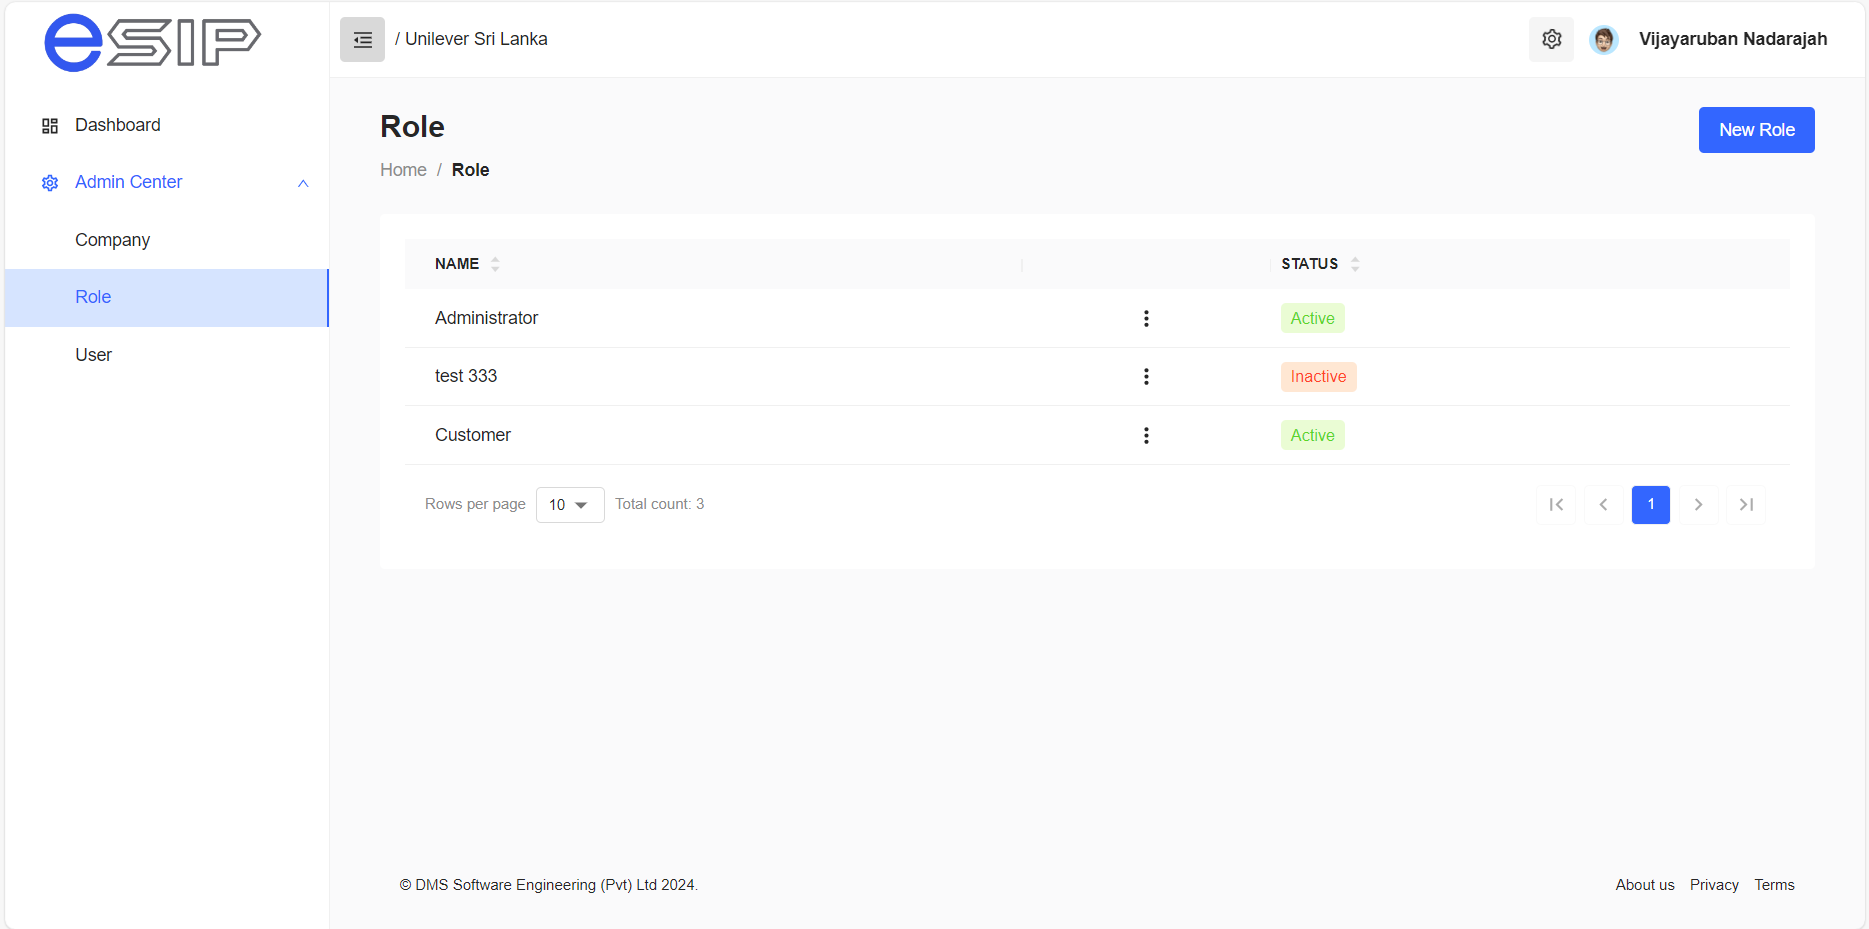 eSIP
/ Unilever Sri Lanka
Vijayaruban Nadarajah
Dashboard
Admin Center
Company
Role
User
Role
New Role
Home / Role
NAME STATUS
Administrator Active
test 333 Inactive
Customer Active
Rows per page 10 Total count: 3
1
© DMS Software Engineering (Pvt) Ltd 2024.
About us Privacy Terms